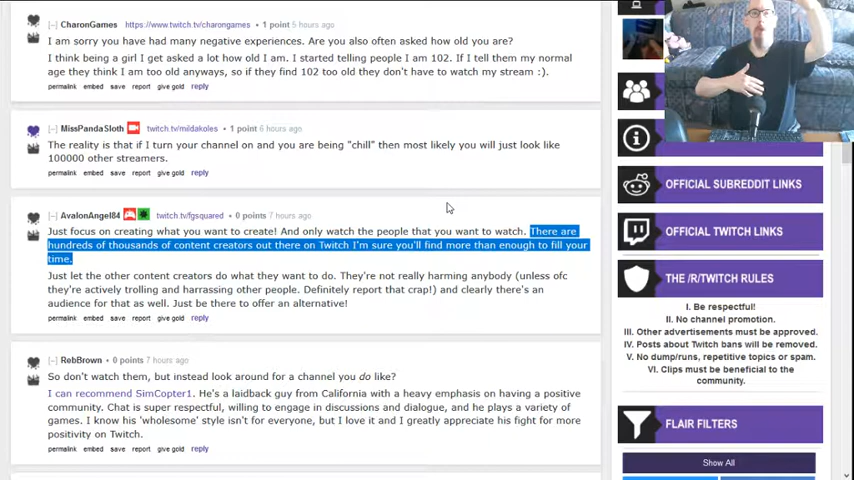 [–] CharonGames https://www.twitch.tv/charongames • 1 point 5 hours ago
I am sorry you have had many negative experiences. Are you also often asked how old you are?
I think being a girl I get asked a lot how old I am. I started telling people I am 102. If I tell them my normal
age they think I am too old anyways, so if they find 102 too old they don't have to watch my stream :).
permalink embed save report give gold reply
[–] MissPandaSloth twitch.tv/mildakoles • 1 point 6 hours ago
The reality is that if I turn your channel on and you are being "chill" then most likely you will just look like
100000 other streamers.
permalink embed save report give gold reply
[–] AvalonAngel84 twitch.tv/fgsquared • 0 points 7 hours ago
Just focus on creating what you want to create! And only watch the people that you want to watch. There are
hundreds of thousands of content creators out there on Twitch I'm sure you'll find more than enough to fill your
time.
Just let the other content creators do what they want to do. They're not really harming anybody (unless ofc
they're actively trolling and harrassing other people. Definitely report that crap!) and clearly there's an
audience for that as well. Just be there to offer an alternative!
permalink embed save report give gold reply
[–] RebBrown • 0 points 7 hours ago
So don't watch them, but instead look around for a channel you do like?
I can recommend SimCopter1. He's a laidback guy from California with a heavy emphasis on having a positive
community. Chat is super respectful, willing to engage in discussions and dialogue, and he plays a variety of
games. I know his 'wholesome' style isn't for everyone, but I love it and I greatly appreciate his fight for more
positivity on Twitch.
permalink embed save report give gold reply
OFFICIAL SUBREDDIT LINKS
OFFICIAL TWITCH LINKS
THE /R/TWITCH RULES
I. Be respectful!
II. No channel promotion.
III. Other advertisements must be approved.
IV. Posts about Twitch bans will be removed.
V. No dump/runs, repetitive topics or spam.
VI. Clips must be beneficial to the
community.
FLAIR FILTERS
Show All